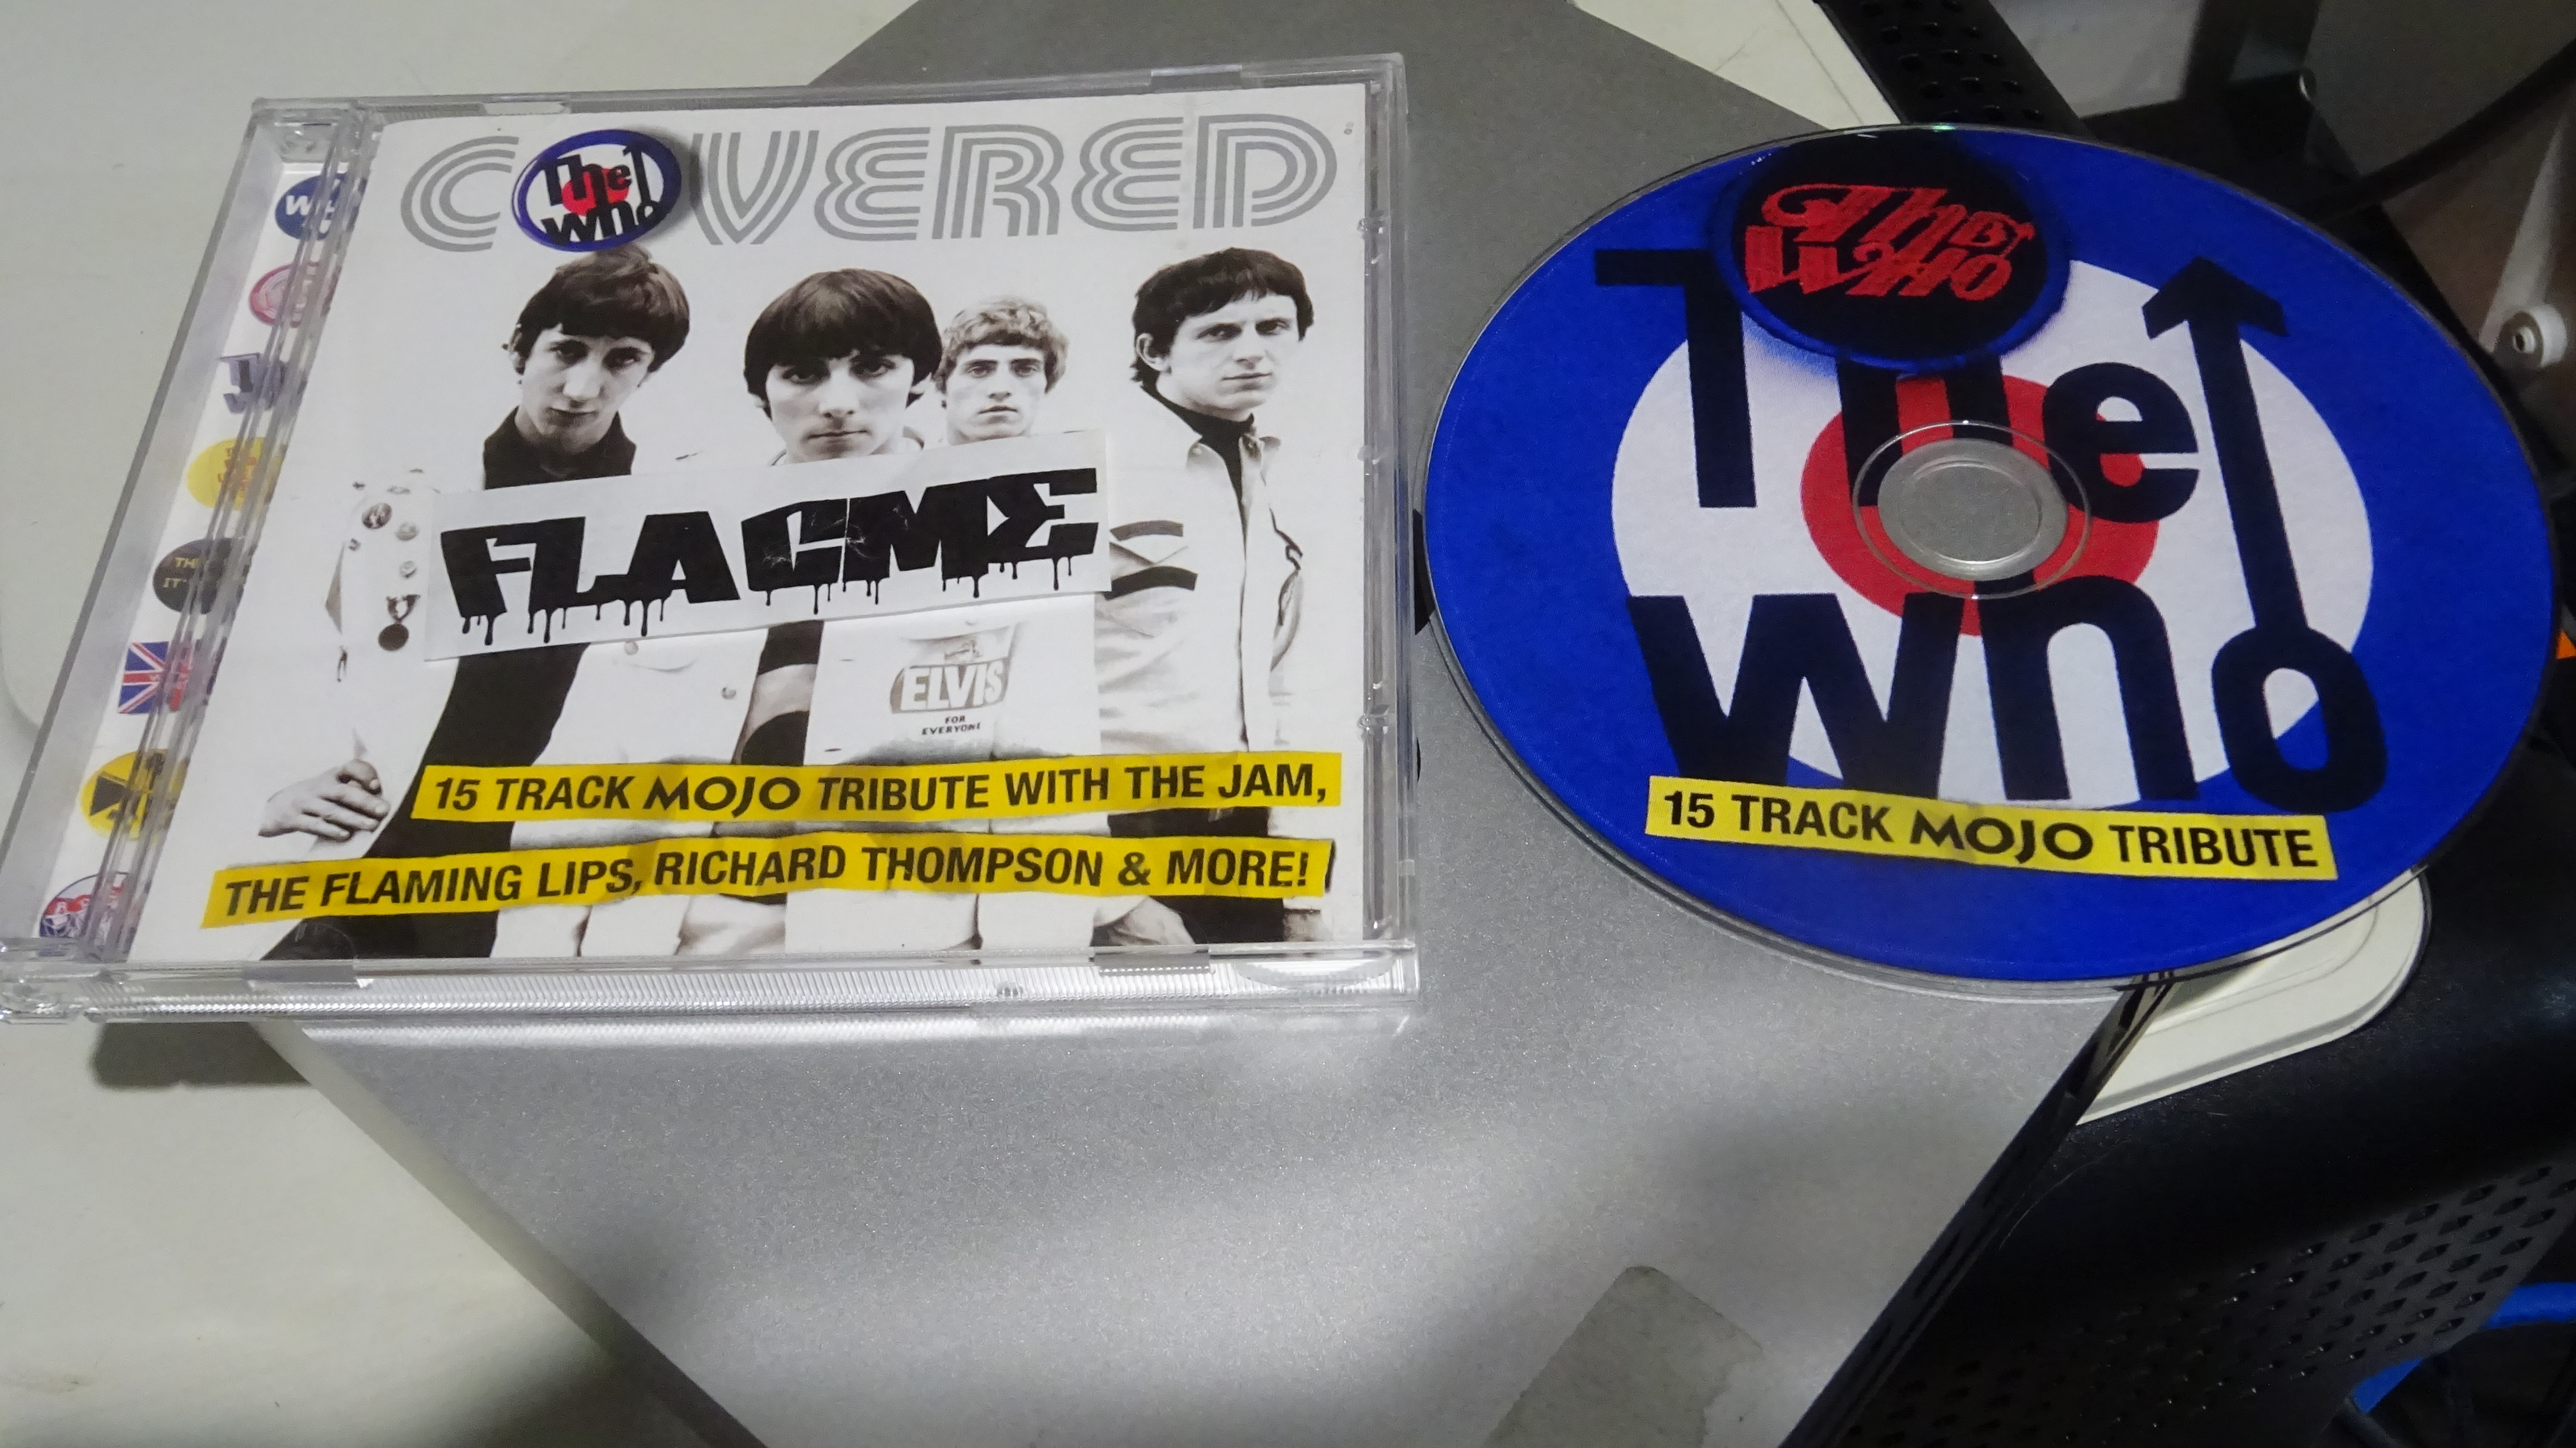 COVERED
The Who
FLACME
ELVIS
FOR
EVERYONE
15 TRACK MOJO TRIBUTE WITH THE JAM,
THE FLAMING LIPS, RICHARD THOMPSON & MORE!
The Who
The Who
15 TRACK MOJO TRIBUTE